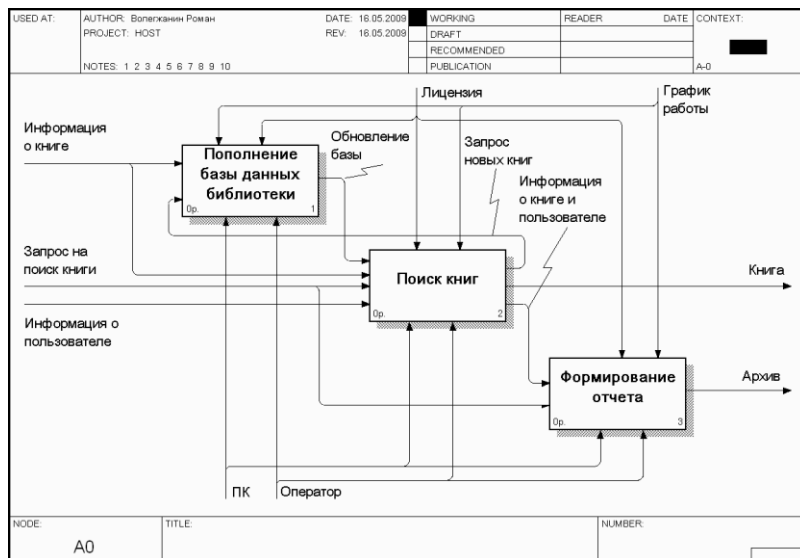 USED AT:
AUTHOR: Вологжанин Роман
DATE: 16.05.2009
WORKING
READER
DATE
CONTEXT:
PROJECT: HOST
REV: 16.05.2009
DRAFT
RECOMMENDED
NOTES: 1 2 3 4 5 6 7 8 9 10
PUBLICATION
A-0
Лицензия
График
работы
Информация
о книге
Пополнение
базы данных
библиотеки
0р.
1
Обновление
базы
Запрос
новых книг
Информация
о книге и
пользователе
Запрос на
поиск книги
Поиск книг
0р.
2
Книга
Информация о
пользователе
Формирование
отчета
0р.
3
Архив
ПК
Оператор
NODE:
TITLE:
NUMBER:
A0